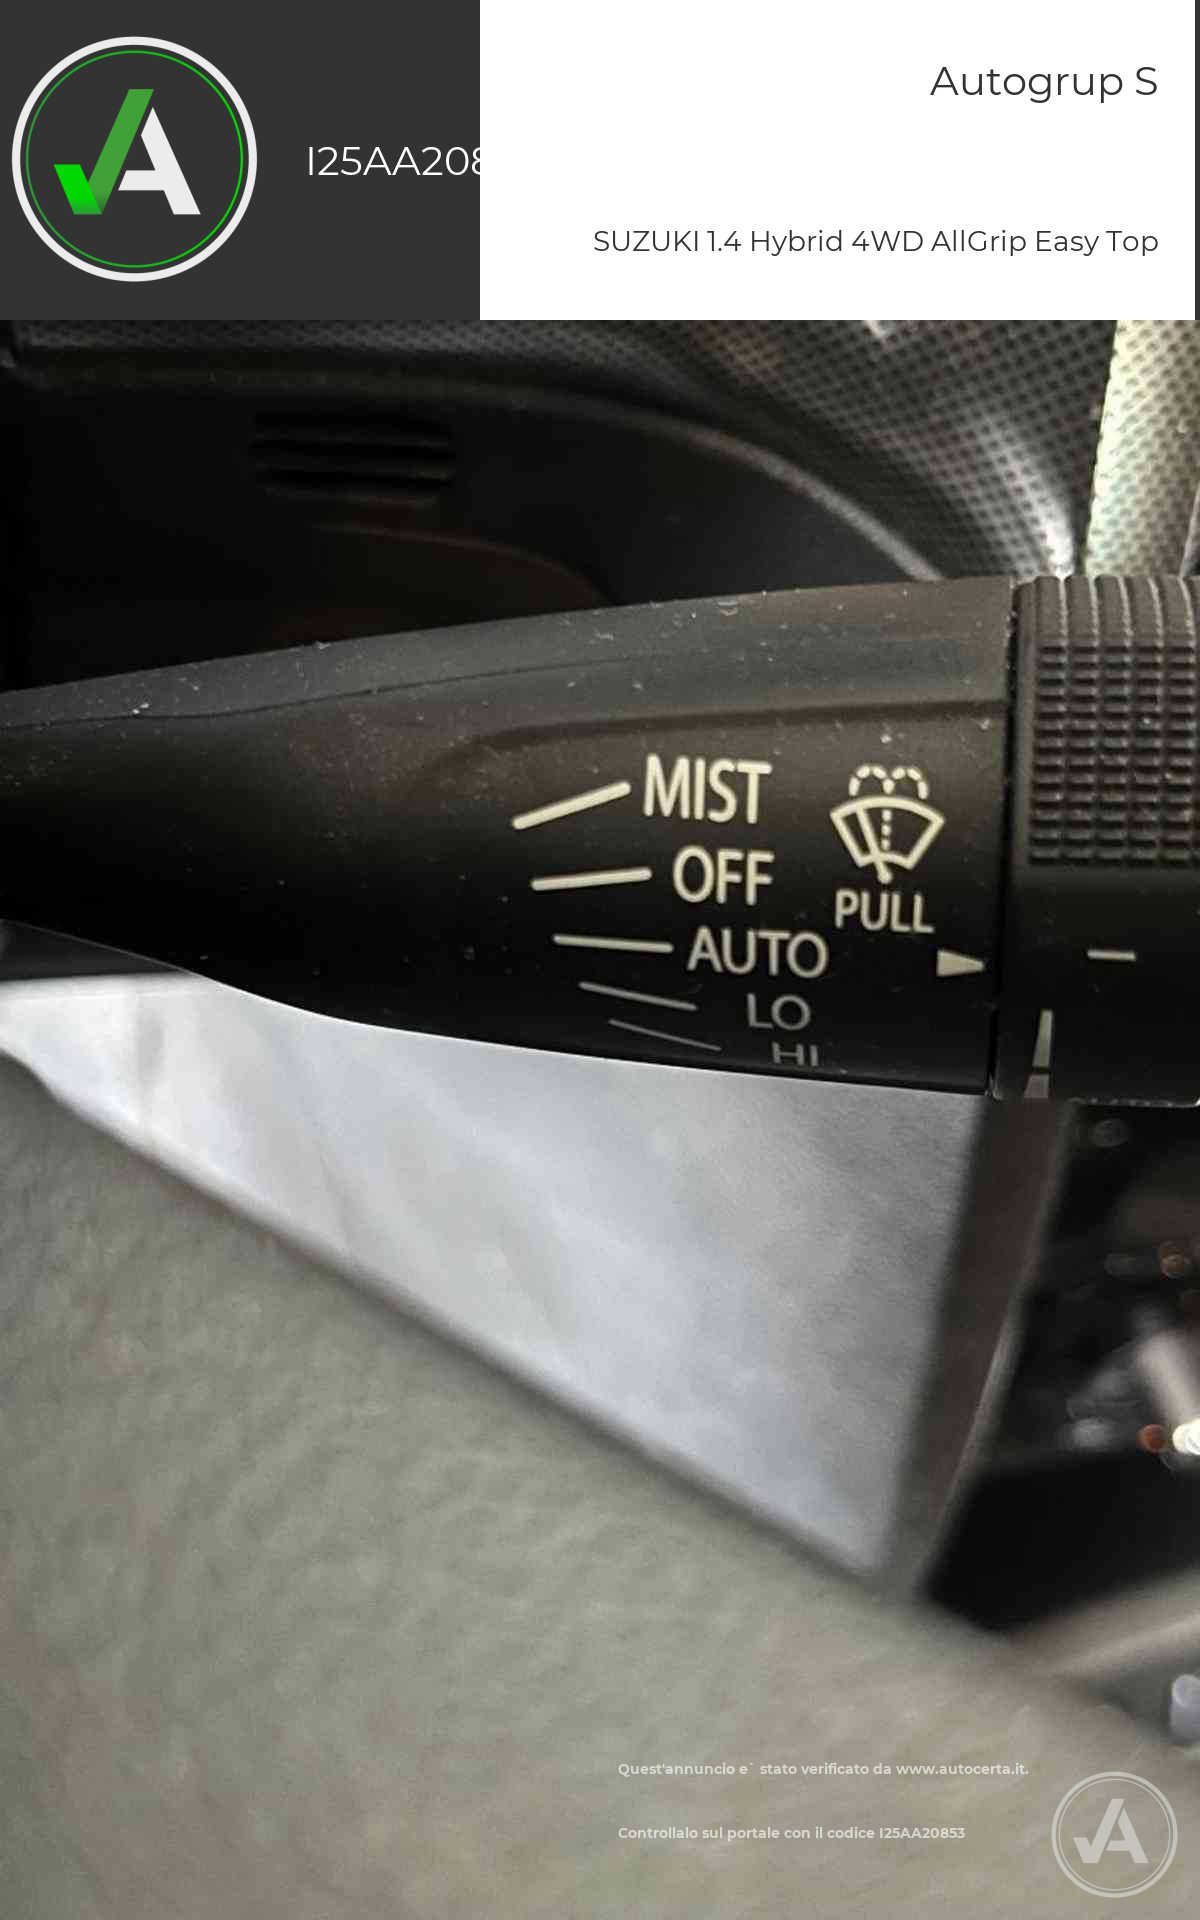 Autogrup S
I25AA208
SUZUKI 1.4 Hybrid 4WD AllGrip Easy Top
MIST
OFF
PULL
AUTO
LO
HI
Quest'annuncio e` stato verificato da www.autocerta.it.
Controllalo sul portale con il codice I25AA20853